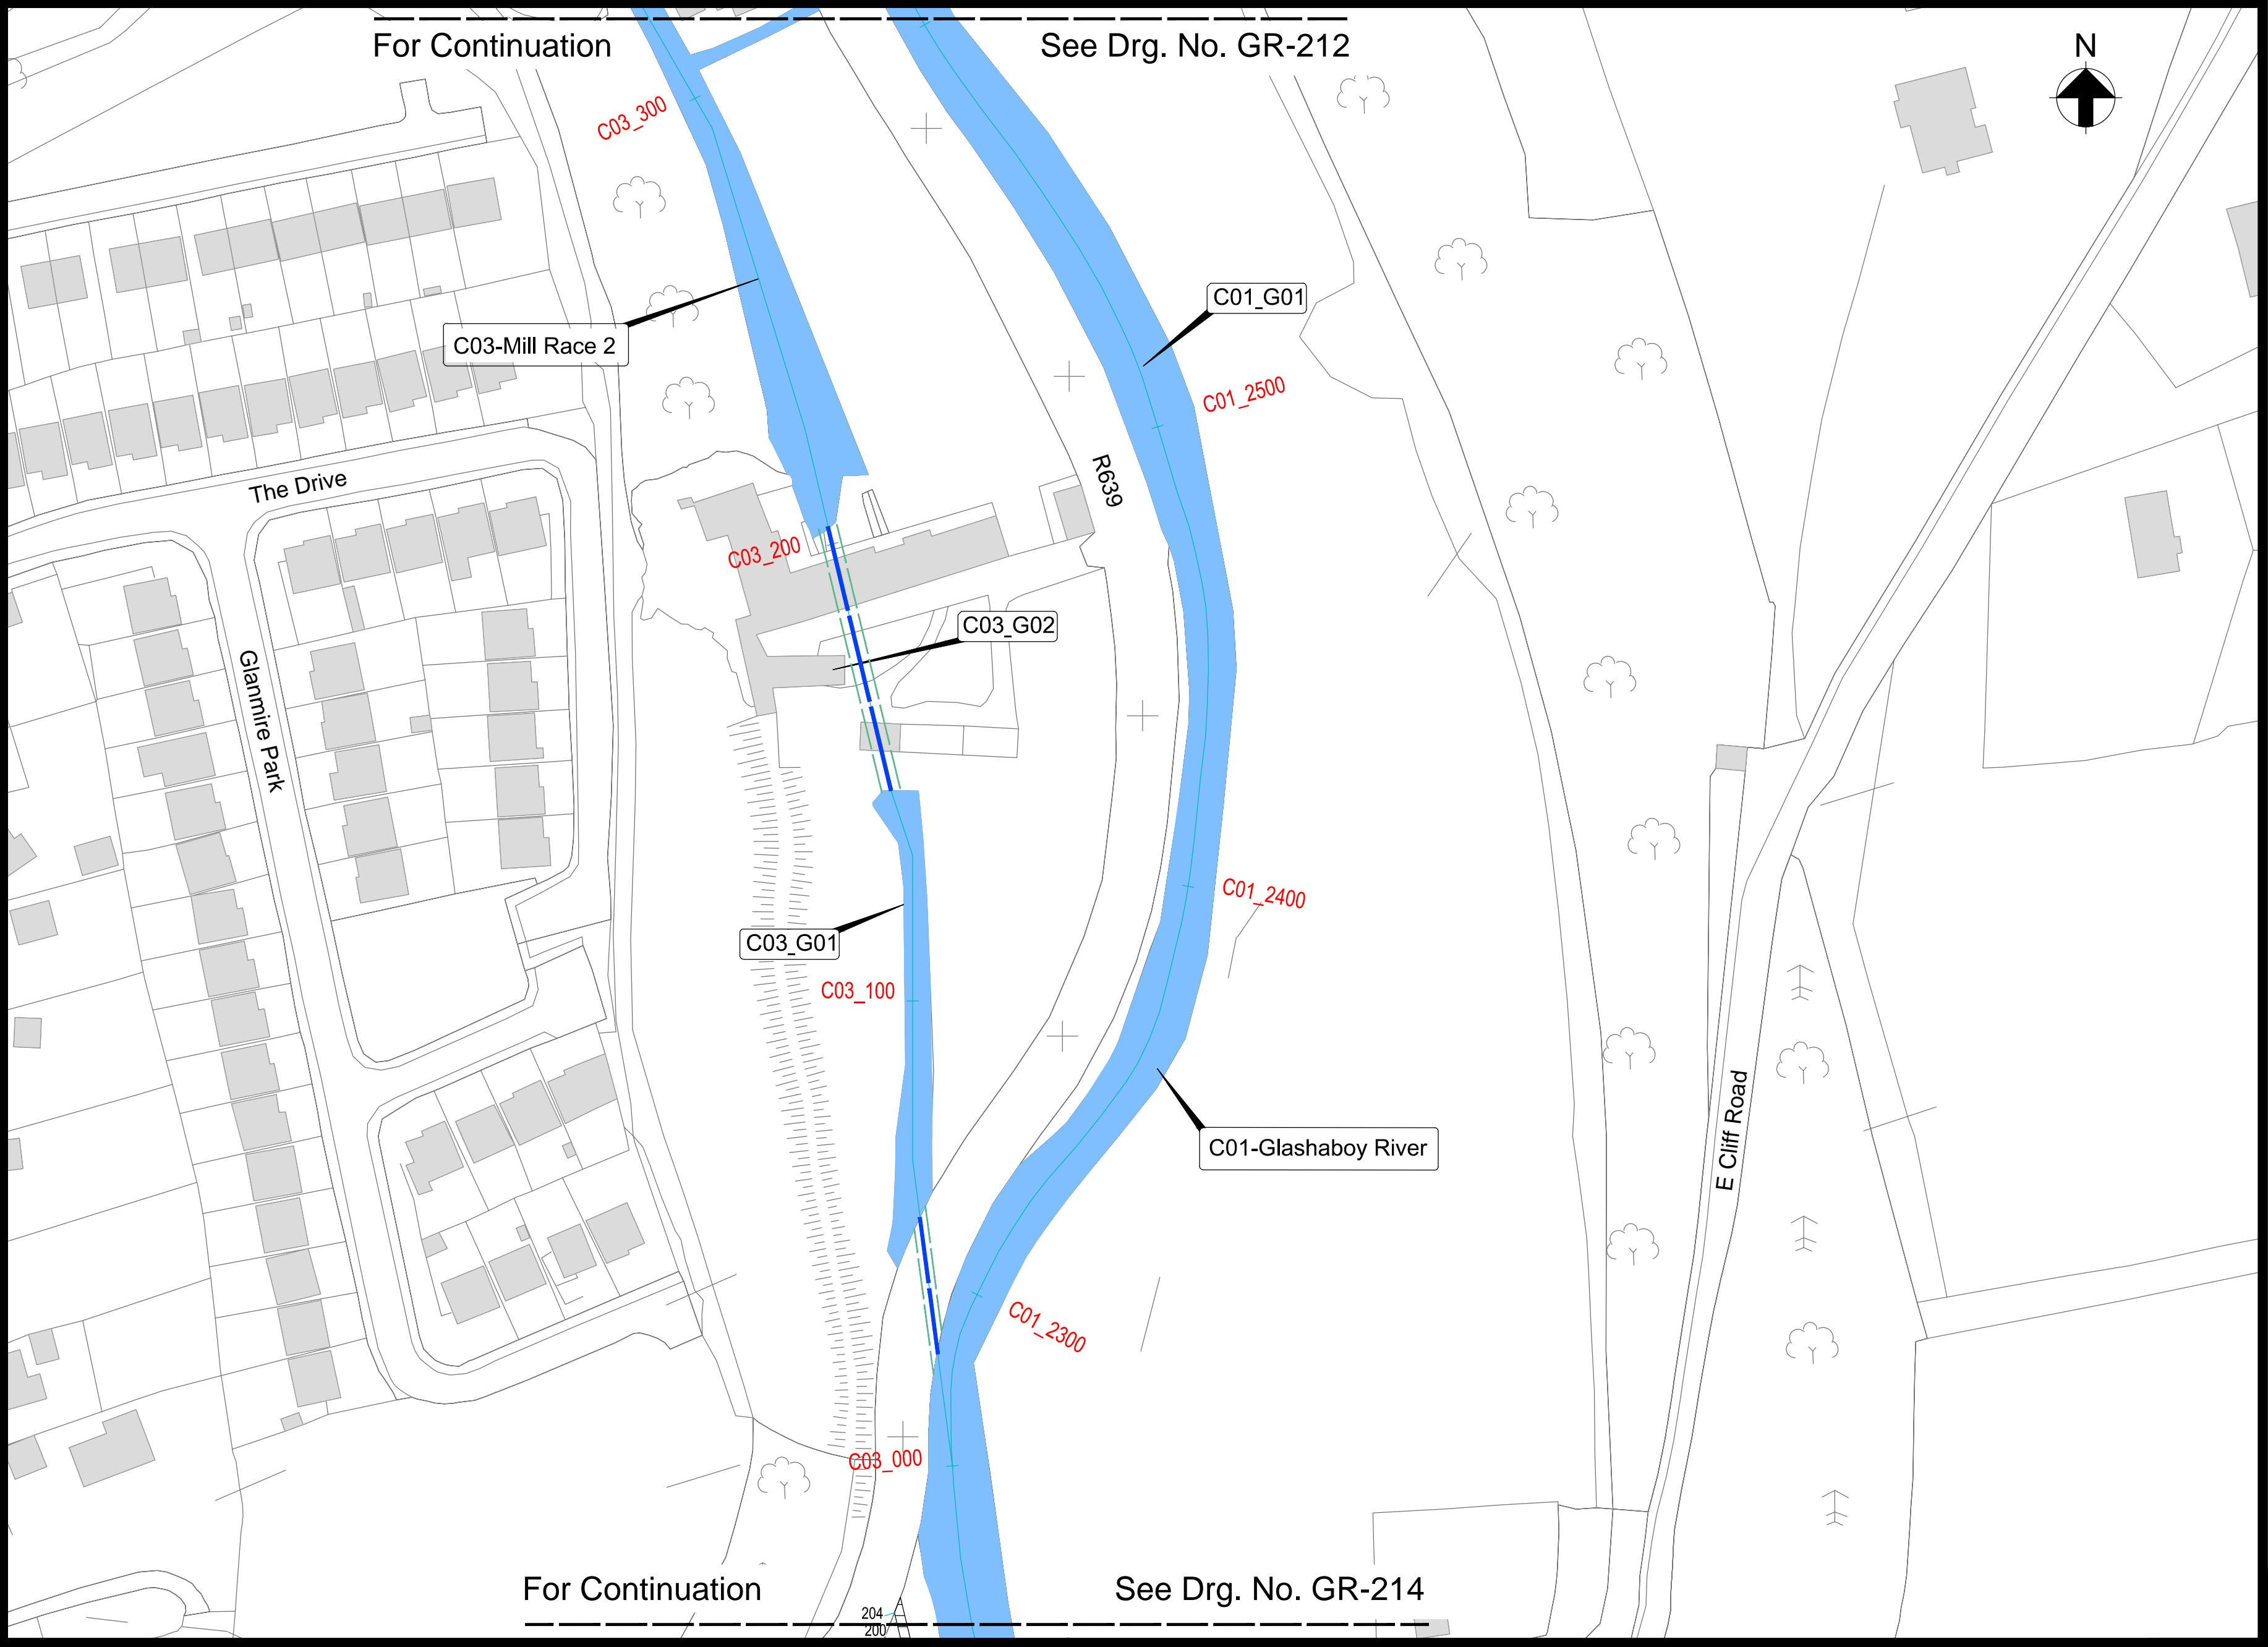 For Continuation
See Drg. No. GR-212
N
C03_300
C01_G01
C03-Mill Race 2
C01_2500
R639
The Drive
C03_200
C03_G02
Glanmire Park
C01_2400
C03_G01
C03_100
E Cliff Road
C01-Glashaboy River
C01_2300
C03_000
For Continuation
See Drg. No. GR-214
204
200